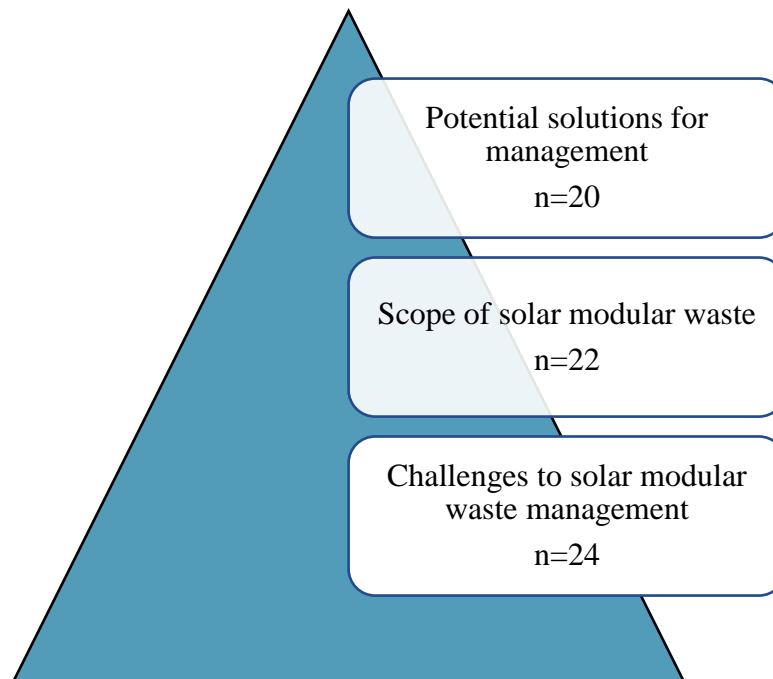 Potential solutions for
management
n=20
Scope of solar modular waste
n=22
Challenges to solar modular
waste management
n=24